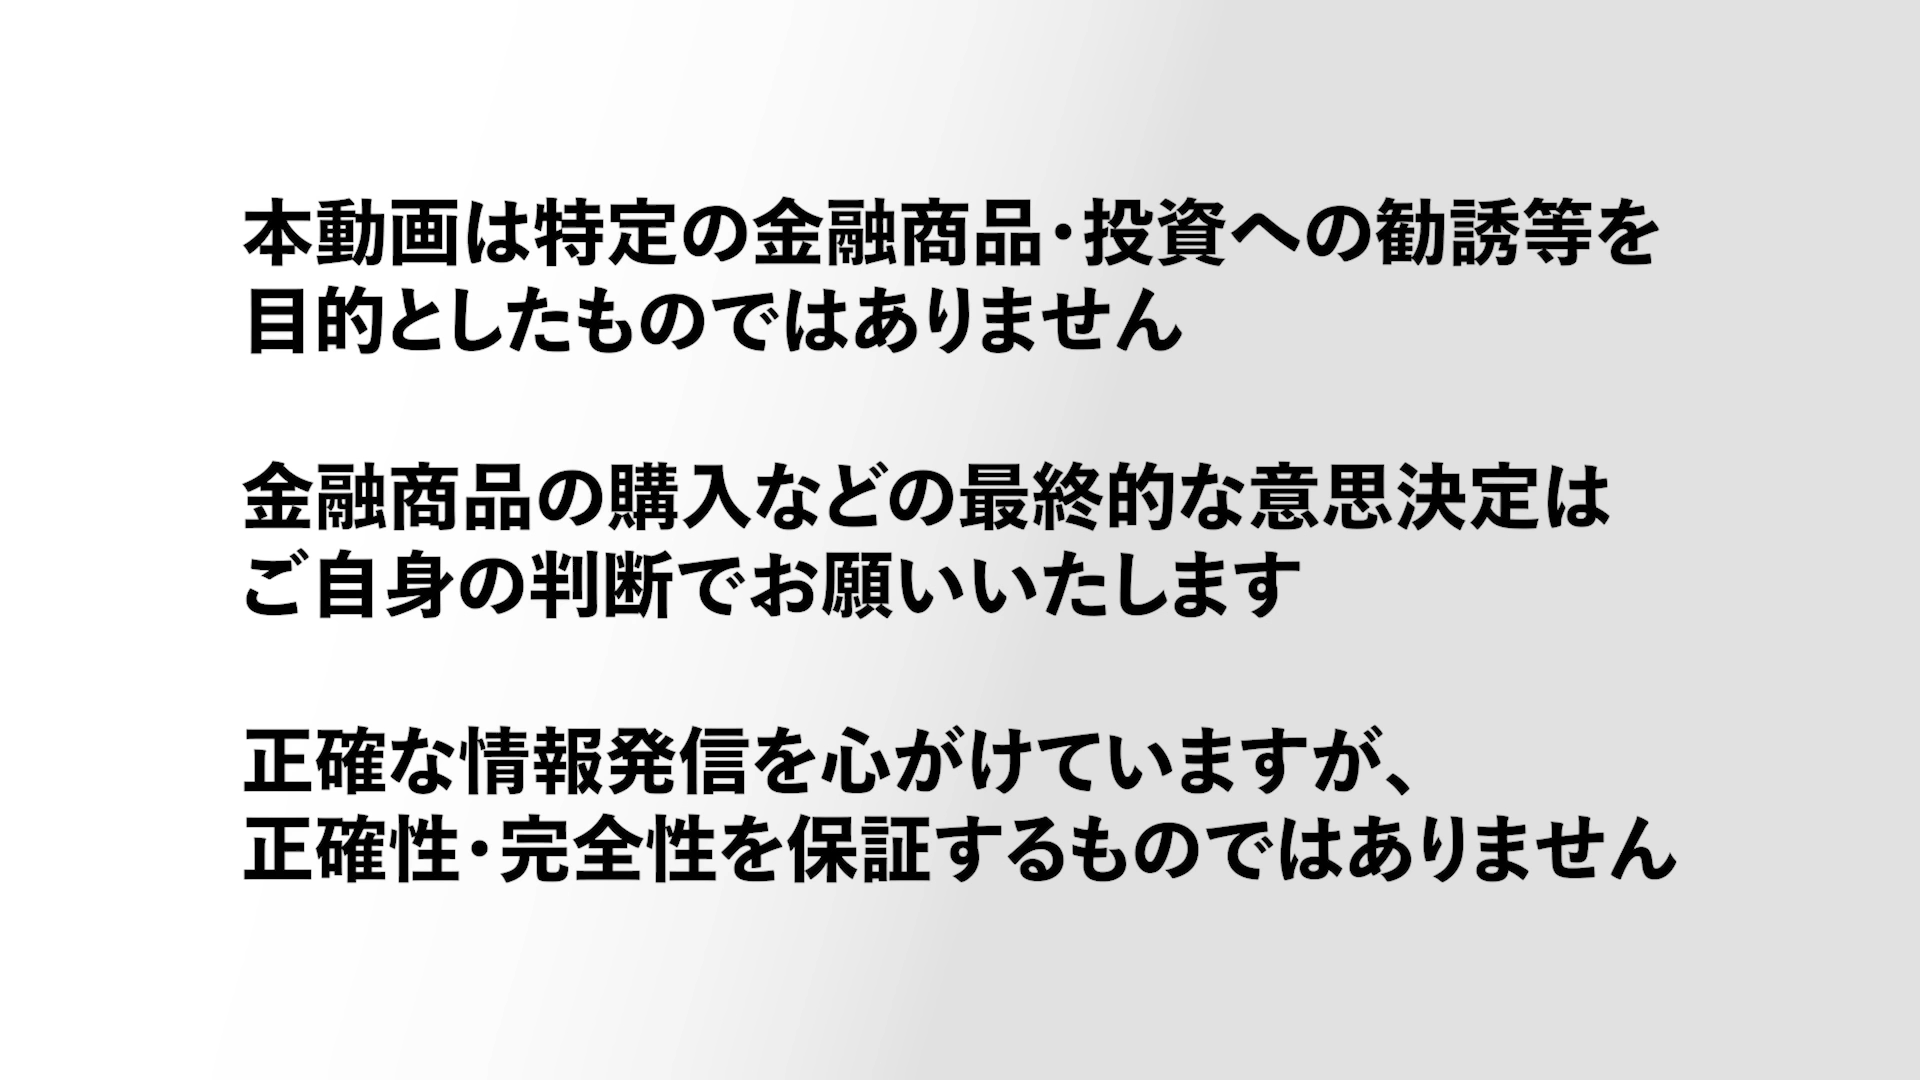 本動画は特定の金融商品・投資への勧誘等を
目的としたものではありません
金融商品の購入などの最終的な意思決定は
ご自身の判断でお願いいたします
正確な情報発信を心がけていますが、
正確性・完全性を保証するものではありません